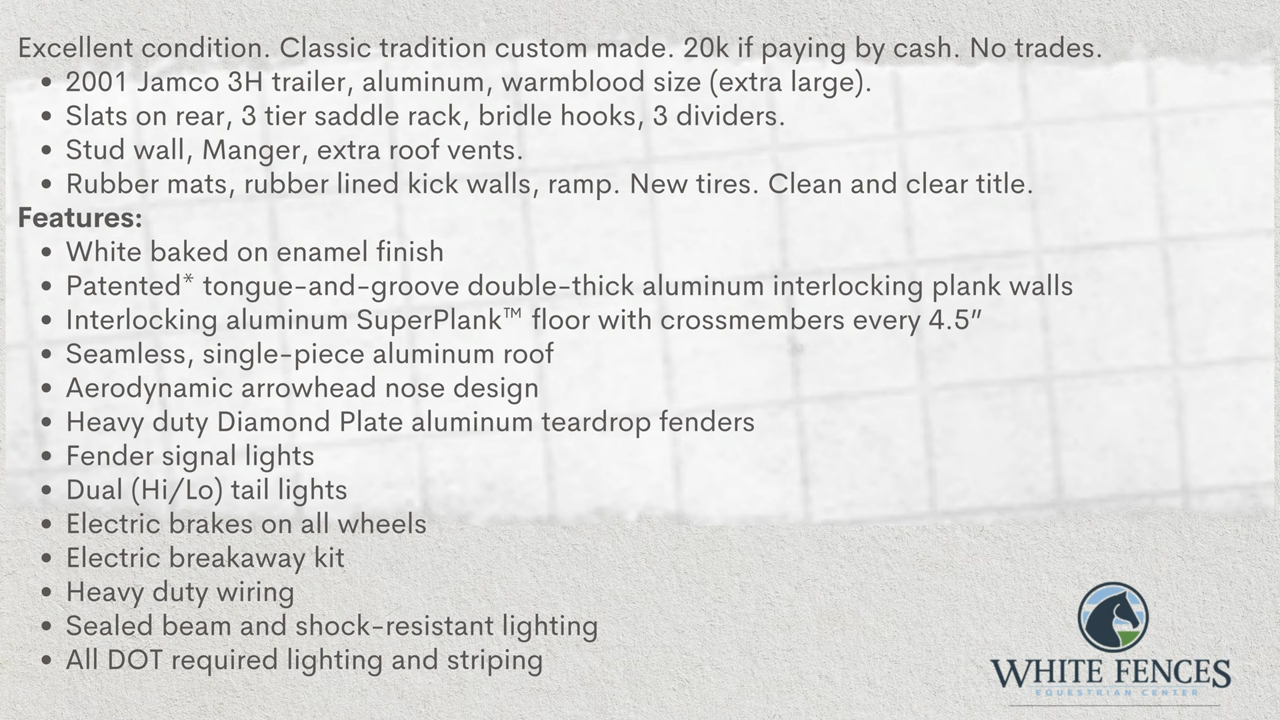 Excellent condition. Classic tradition custom made. 20k if paying by cash. No trades.
• 2001 Jamco 3H trailer, aluminum, warmblood size (extra large).
• Slats on rear, 3 tier saddle rack, bridle hooks, 3 dividers.
• Stud wall, Manger, extra roof vents.
• Rubber mats, rubber lined kick walls, ramp. New tires. Clean and clear title.
Features:
• White baked on enamel finish
• Patented* tongue-and-groove double-thick aluminum interlocking plank walls
• Interlocking aluminum SuperPlank™ floor with crossmembers every 4.5”
• Seamless, single-piece aluminum roof
• Aerodynamic arrowhead nose design
• Heavy duty Diamond Plate aluminum teardrop fenders
• Fender signal lights
• Dual (Hi/Lo) tail lights
• Electric brakes on all wheels
• Electric breakaway kit
• Heavy duty wiring
• Sealed beam and shock-resistant lighting
• All DOT required lighting and striping
WHITE FENCES
EQUESTRIAN CENTER